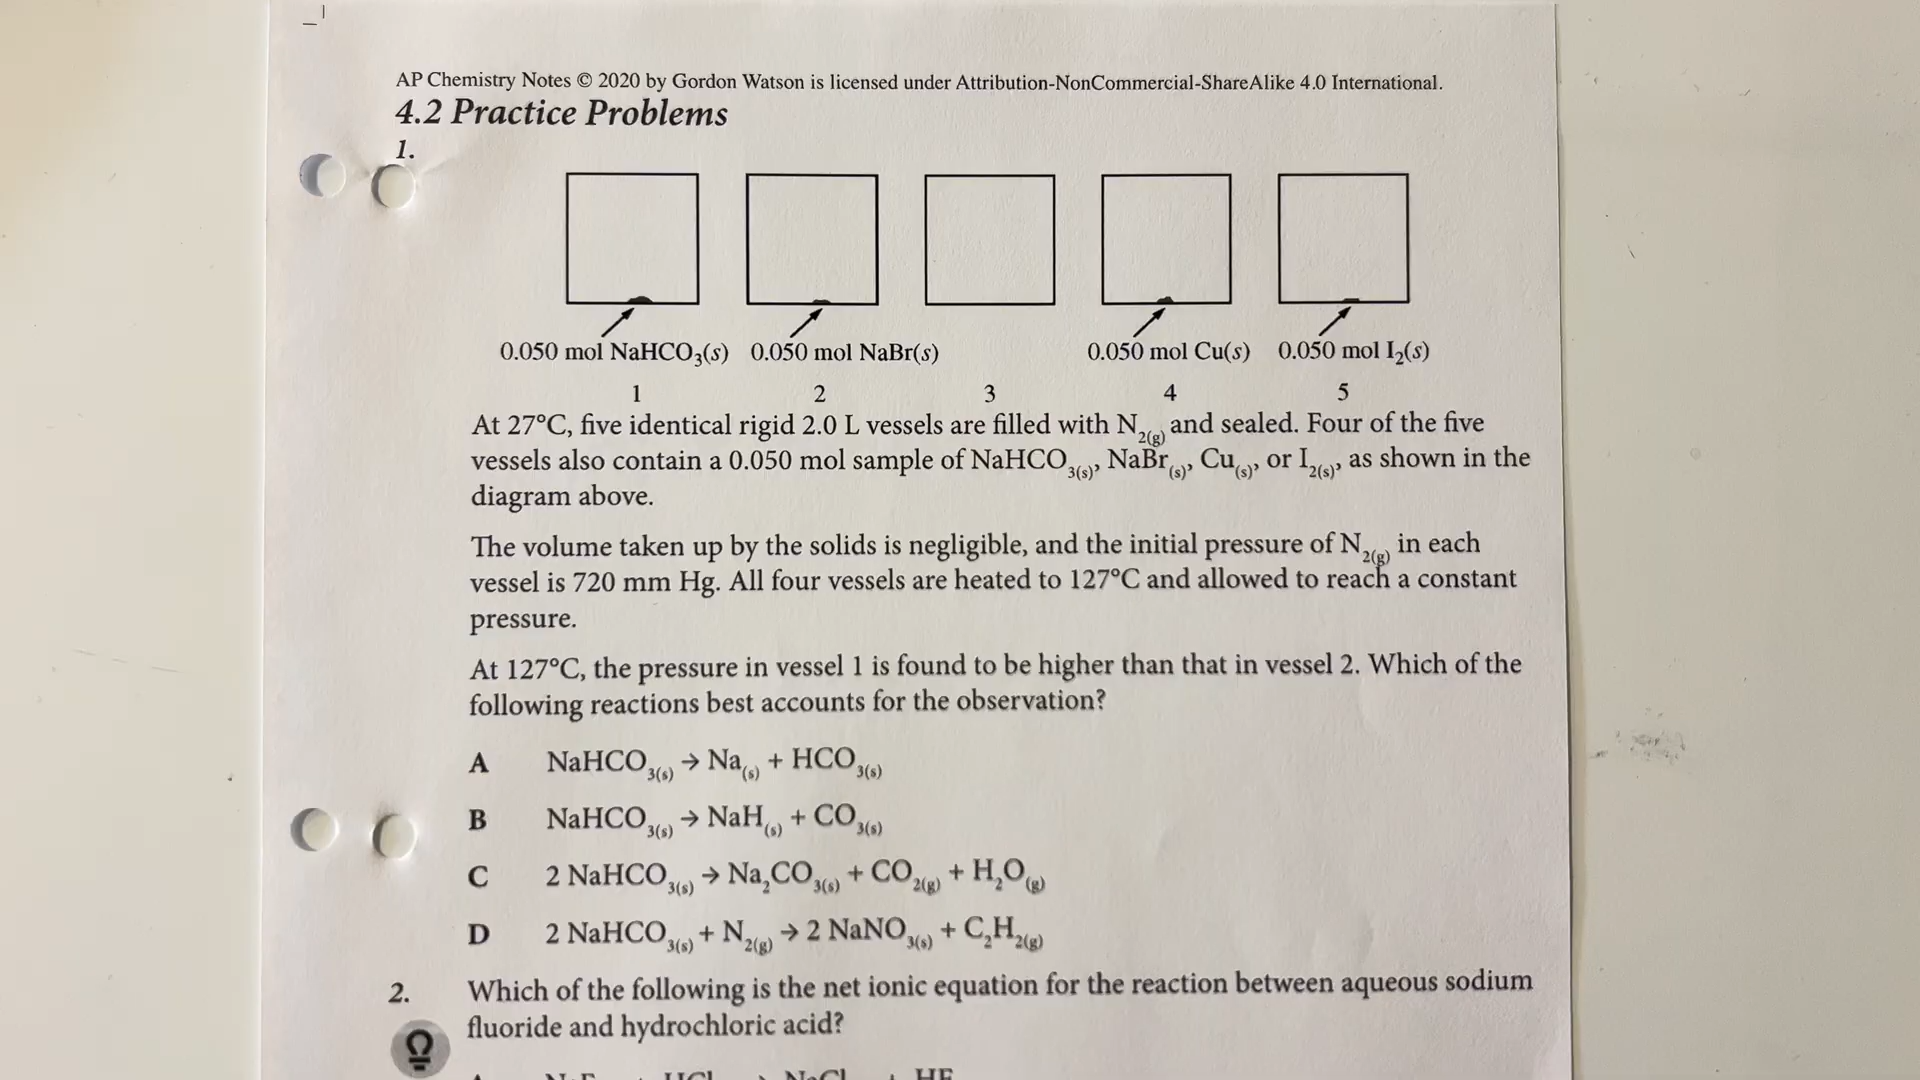 AP Chemistry Notes © 2020 by Gordon Watson is licensed under Attribution-NonCommercial-ShareAlike 4.0 International.
4.2 Practice Problems
1.
0.050 mol NaHCO₃(s) 0.050 mol NaBr(s) 0.050 mol Cu(s) 0.050 mol I₂(s)
1 2 3 4 5
At 27°C, five identical rigid 2.0 L vessels are filled with N₂₍g₎ and sealed. Four of the five
vessels also contain a 0.050 mol sample of NaHCO₃₍s₎, NaBr₍s₎, Cu₍s₎, or I₂₍s₎, as shown in the
diagram above.
The volume taken up by the solids is negligible, and the initial pressure of N₂₍g₎ in each
vessel is 720 mm Hg. All four vessels are heated to 127°C and allowed to reach a constant
pressure.
At 127°C, the pressure in vessel 1 is found to be higher than that in vessel 2. Which of the
following reactions best accounts for the observation?
A NaHCO₃₍s₎ → Na₍s₎ + HCO₃₍s₎
B NaHCO₃₍s₎ → NaH₍s₎ + CO₃₍s₎
C 2 NaHCO₃₍s₎ → Na₂CO₃₍s₎ + CO₂₍g₎ + H₂O₍g₎
D 2 NaHCO₃₍s₎ + N₂₍g₎ → 2 NaNO₃₍s₎ + C₂H₂₍g₎
2. Which of the following is the net ionic equation for the reaction between aqueous sodium
fluoride and hydrochloric acid?